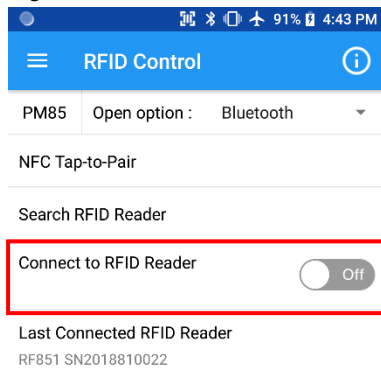 91% 4:43 PM
RFID Control
PM85 Open option : Bluetooth
NFC Tap-to-Pair
Search RFID Reader
Connect to RFID Reader Off
Last Connected RFID Reader
RF851 SN2018810022